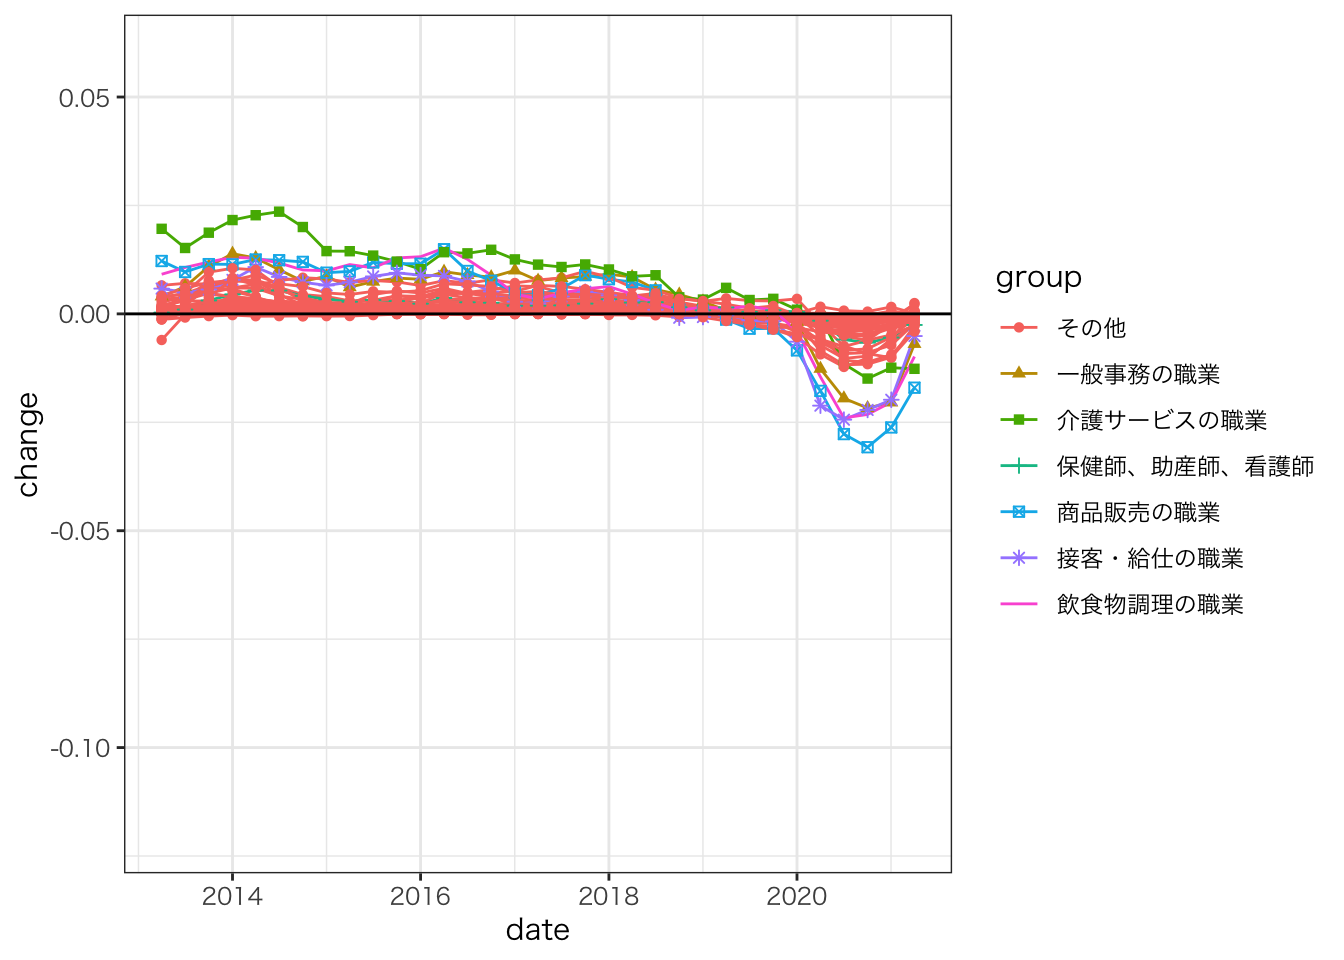 0.05
0.00
-0.05
-0.10
change
2014
2016
2018
2020
date
group
その他
一般事務の職業
介護サービスの職業
保健師、助産師、看護師
商品販売の職業
接客・給仕の職業
飲食物調理の職業